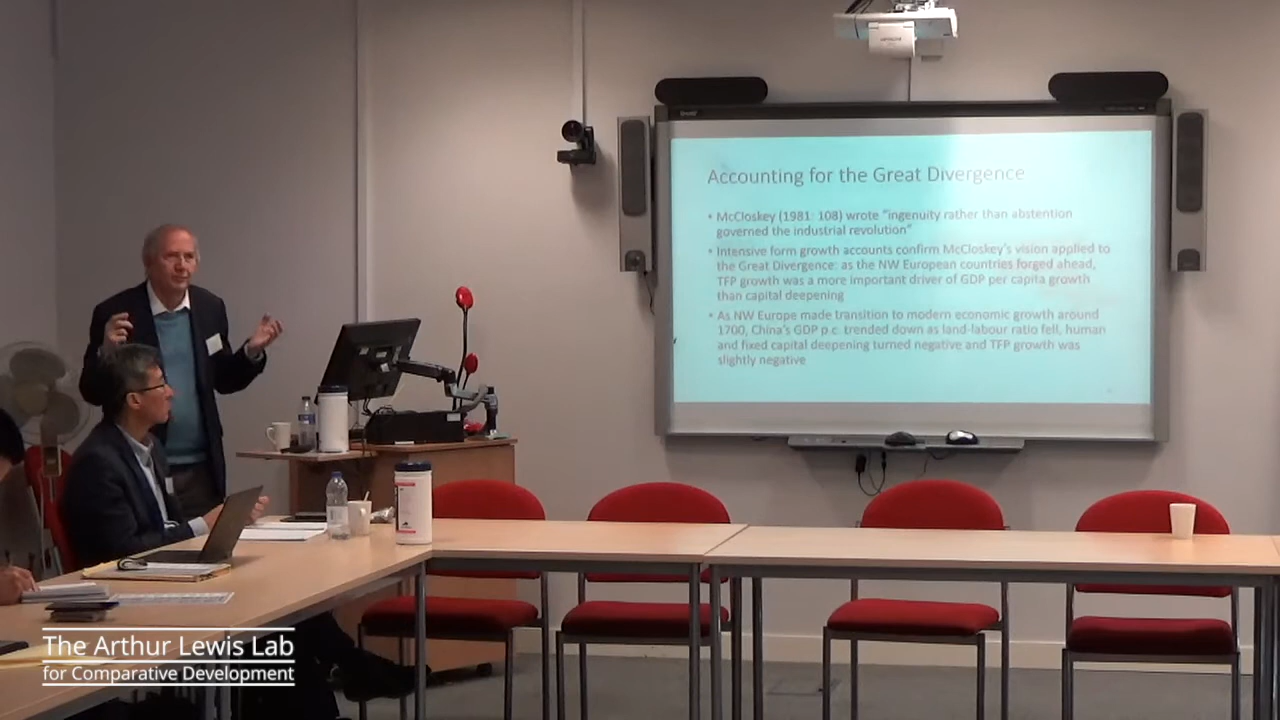 Accounting for the Great Divergence
• McCloskey (1981: 108) wrote "ingenuity rather than abstention
governed the industrial revolution"
• Intensive form growth accounts confirm McCloskey's vision applied to
the Great Divergence: as the NW European countries forged ahead,
TFP growth was a more important driver of GDP per capita growth
than capital deepening
• As NW Europe made transition to modern economic growth around
1700, China's GDP p.c. trended down as land-labour ratio fell, human
and fixed capital deepening turned negative and TFP growth was
slightly negative
The Arthur Lewis Lab
for Comparative Development